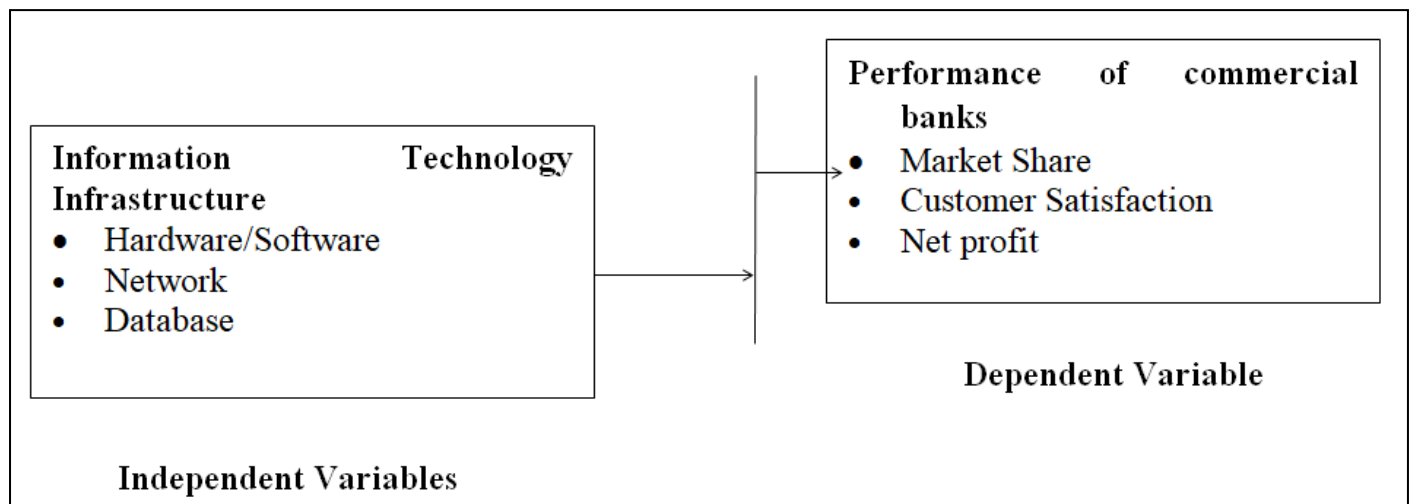 Information Technology
Infrastructure
• Hardware/Software
• Network
• Database
Independent Variables
Performance of commercial
banks
• Market Share
• Customer Satisfaction
• Net profit
Dependent Variable